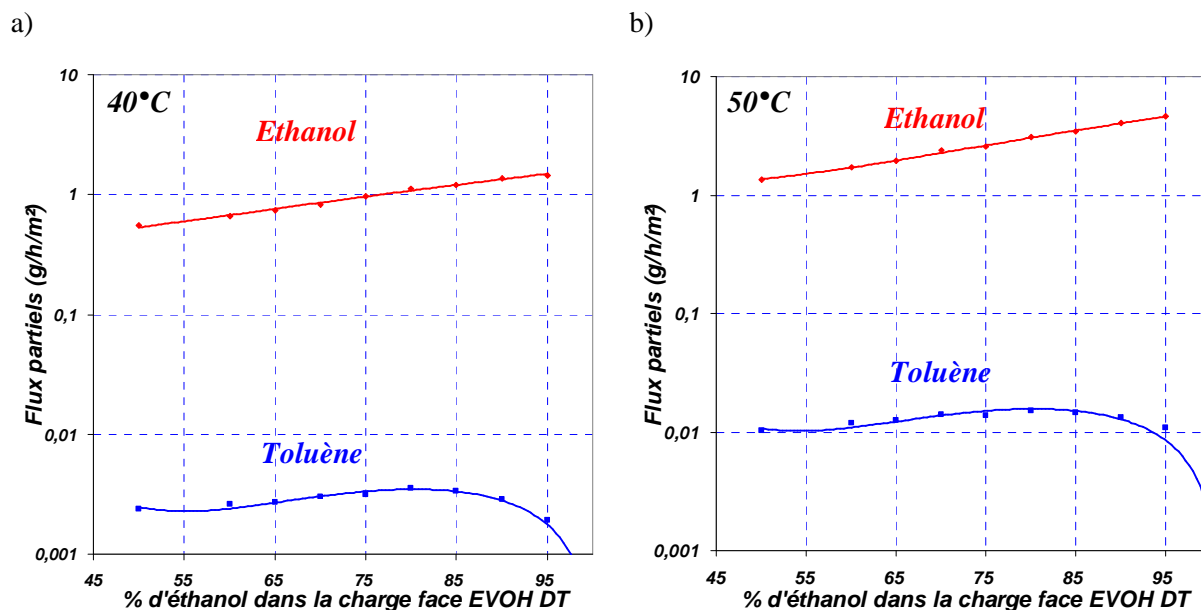 a)
40°C
Ethanol
Toluène
Flux partiels (g/h/m²)
10
1
0,1
0,01
0,001
45 55 65 75 85 95
% d'éthanol dans la charge face EVOH DT
b)
50°C
Ethanol
Toluène
Flux partiels (g/h/m²)
10
1
0,1
0,01
0,001
45 55 65 75 85 95
% d'éthanol dans la charge face EVOH DT